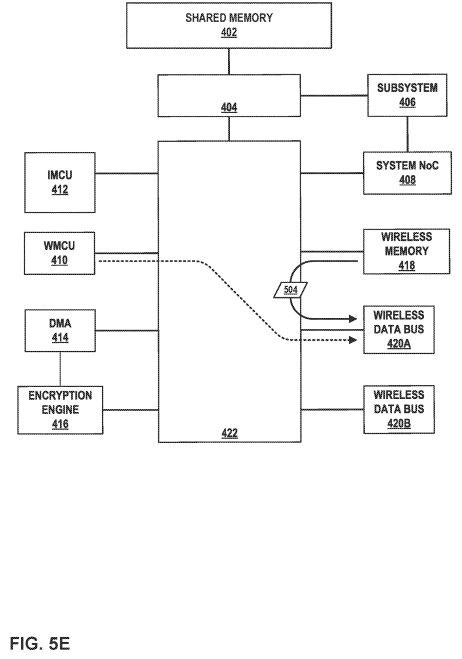 SHARED MEMORY
402
404
SUBSYSTEM
406
IMCU
412
SYSTEM NoC
408
WMCU
410
WIRELESS
MEMORY
418
504
DMA
414
WIRELESS
DATA BUS
420A
ENCRYPTION
ENGINE
416
WIRELESS
DATA BUS
420B
422
FIG. 5E